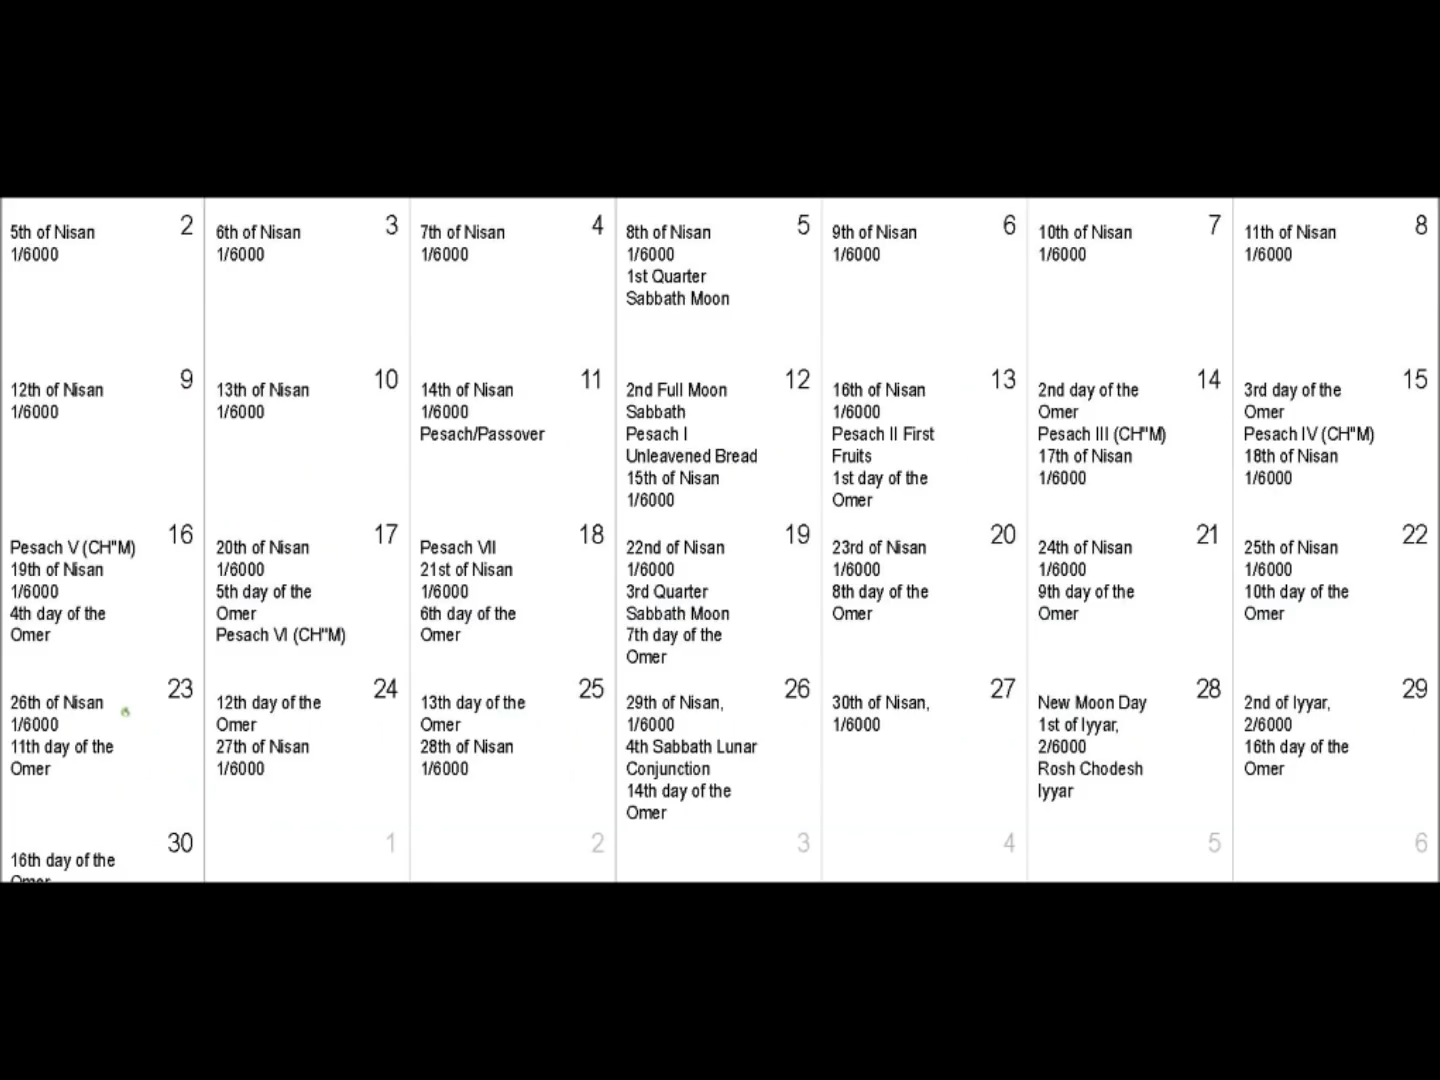 2
5th of Nisan
1/6000
3
6th of Nisan
1/6000
4
7th of Nisan
1/6000
5
8th of Nisan
1/6000
1st Quarter
Sabbath Moon
6
9th of Nisan
1/6000
7
10th of Nisan
1/6000
8
11th of Nisan
1/6000
9
12th of Nisan
1/6000
10
13th of Nisan
1/6000
11
14th of Nisan
1/6000
Pesach/Passover
12
2nd Full Moon
Sabbath
Pesach I
Unleavened Bread
15th of Nisan
1/6000
13
16th of Nisan
1/6000
Pesach II First
Fruits
1st day of the
Omer
14
2nd day of the
Omer
Pesach III (CH"M)
17th of Nisan
1/6000
15
3rd day of the
Omer
Pesach IV (CH"M)
18th of Nisan
1/6000
16
Pesach V (CH"M)
19th of Nisan
1/6000
4th day of the
Omer
17
20th of Nisan
1/6000
5th day of the
Omer
Pesach VI (CH"M)
18
Pesach VII
21st of Nisan
1/6000
6th day of the
Omer
19
22nd of Nisan
1/6000
3rd Quarter
Sabbath Moon
7th day of the
Omer
20
23rd of Nisan
1/6000
8th day of the
Omer
21
24th of Nisan
1/6000
9th day of the
Omer
22
25th of Nisan
1/6000
10th day of the
Omer
23
26th of Nisan
1/6000
11th day of the
Omer
24
12th day of the
Omer
27th of Nisan
1/6000
25
13th day of the
Omer
28th of Nisan
1/6000
26
29th of Nisan,
1/6000
4th Sabbath Lunar
Conjunction
14th day of the
Omer
27
30th of Nisan,
1/6000
28
New Moon Day
1st of Iyyar,
2/6000
Rosh Chodesh
Iyyar
29
2nd of Iyyar,
2/6000
16th day of the
Omer
30
16th day of the
Omer
1
2
3
4
5
6